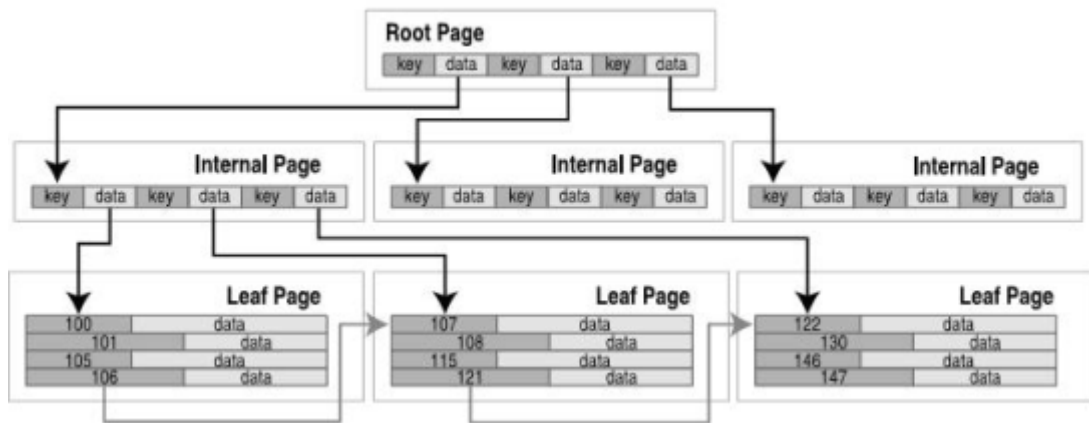 Root Page
key data key data key data
Internal Page
key data key data key data
Internal Page
key data key data key data
Internal Page
key data key data key data
Leaf Page
100 data
101 data
105 data
106 data
Leaf Page
107 data
108 data
115 data
121 data
Leaf Page
122 data
130 data
146 data
147 data